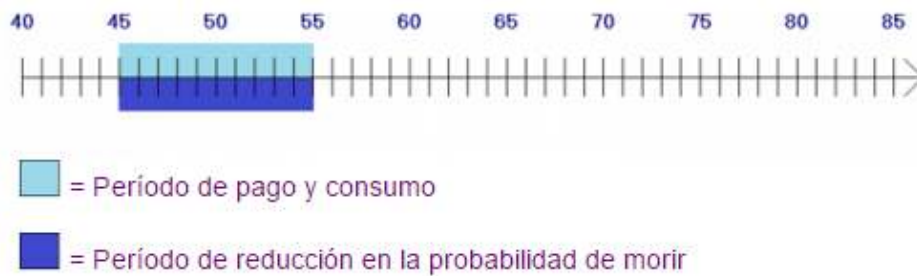 40 45 50 55 60 65 70 75 80 85
= Período de pago y consumo
= Período de reducción en la probabilidad de morir